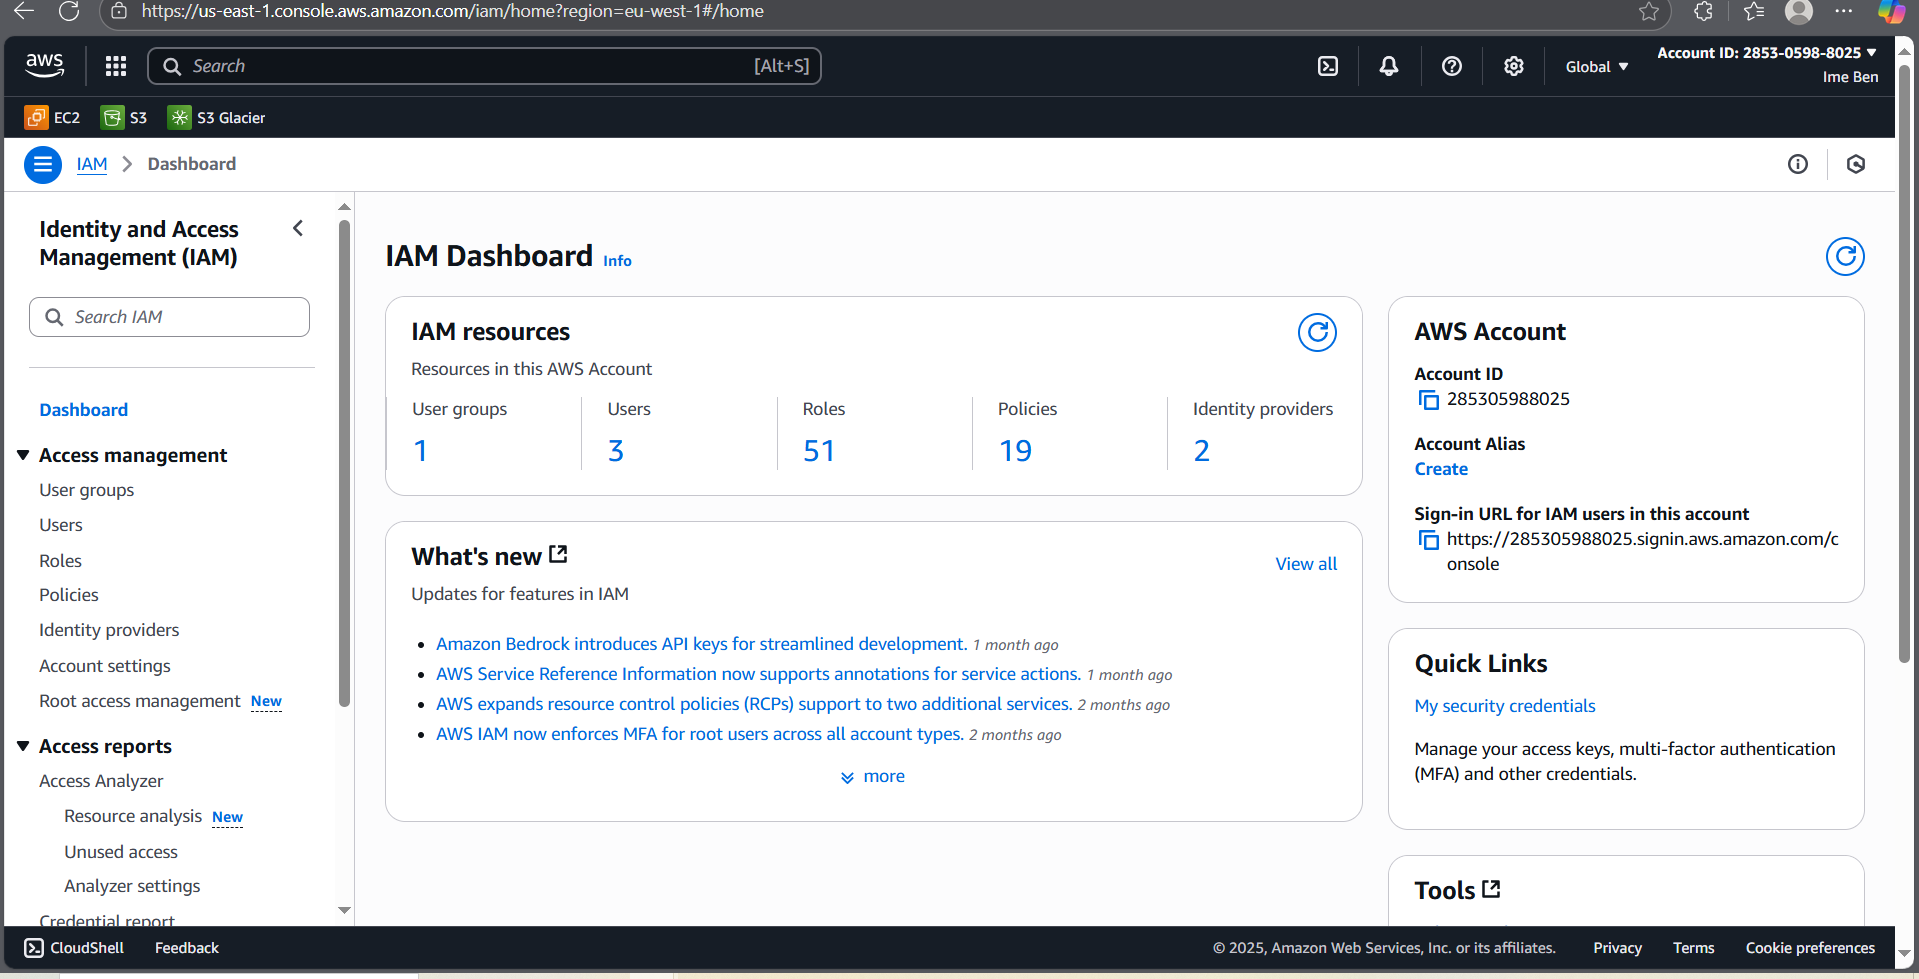 https://us-east-1.console.aws.amazon.com/iam/home?region=eu-west-1#/home
aws
Search [Alt+S]
Global
Account ID: 2853-0598-8025
Ime Ben
EC2 S3 S3 Glacier
IAM Dashboard
Identity and Access
Management (IAM)
Search IAM
Dashboard
Access management
User groups
Users
Roles
Policies
Identity providers
Account settings
Root access management New
Access reports
Access Analyzer
Resource analysis New
Unused access
Analyzer settings
Credential report
IAM Dashboard Info
IAM resources
Resources in this AWS Account
User groups Users Roles Policies Identity providers
1 3 51 19 2
What's new
View all
Updates for features in IAM
Amazon Bedrock introduces API keys for streamlined development. 1 month ago
AWS Service Reference Information now supports annotations for service actions. 1 month ago
AWS expands resource control policies (RCPs) support to two additional services. 2 months ago
AWS IAM now enforces MFA for root users across all account types. 2 months ago
more
AWS Account
Account ID
285305988025
Account Alias
Create
Sign-in URL for IAM users in this account
https://285305988025.signin.aws.amazon.com/c
onsole
Quick Links
My security credentials
Manage your access keys, multi-factor authentication
(MFA) and other credentials.
Tools
CloudShell Feedback
© 2025, Amazon Web Services, Inc. or its affiliates. Privacy Terms Cookie preferences